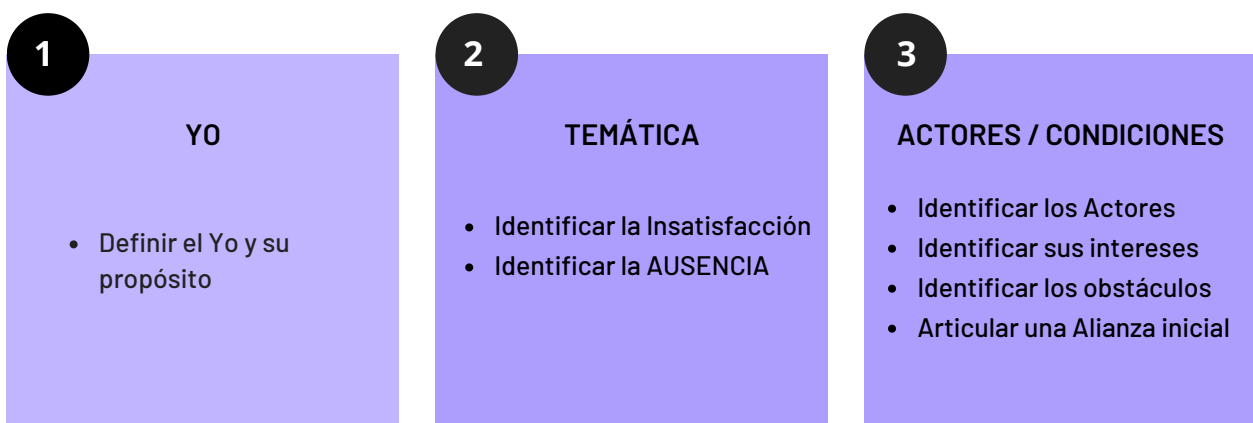 1
YO
• Definir el Yo y su
propósito
2
TEMÁTICA
• Identificar la Insatisfacción
• Identificar la AUSENCIA
3
ACTORES / CONDICIONES
• Identificar los Actores
• Identificar sus intereses
• Identificar los obstáculos
• Articular una Alianza inicial